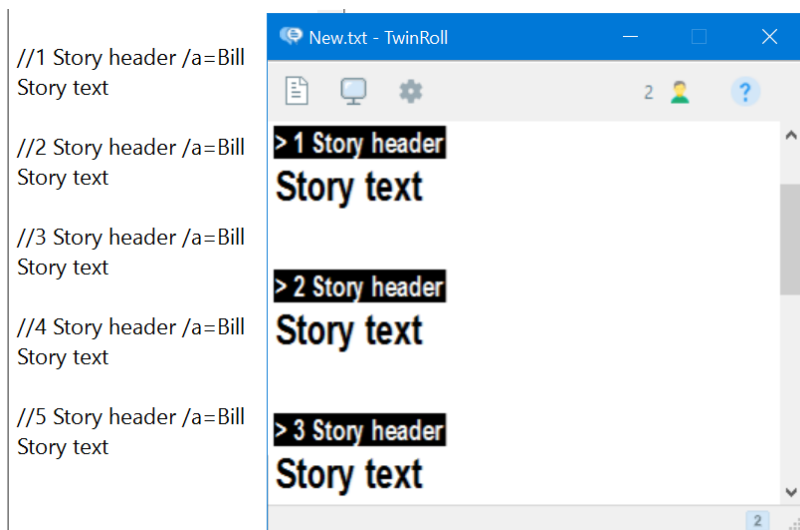 //1 Story header /a=Bill
Story text
//2 Story header /a=Bill
Story text
//3 Story header /a=Bill
Story text
//4 Story header /a=Bill
Story text
//5 Story header /a=Bill
Story text
New.txt - TwinRoll
2
?
> 1 Story header
Story text
> 2 Story header
Story text
> 3 Story header
Story text
2